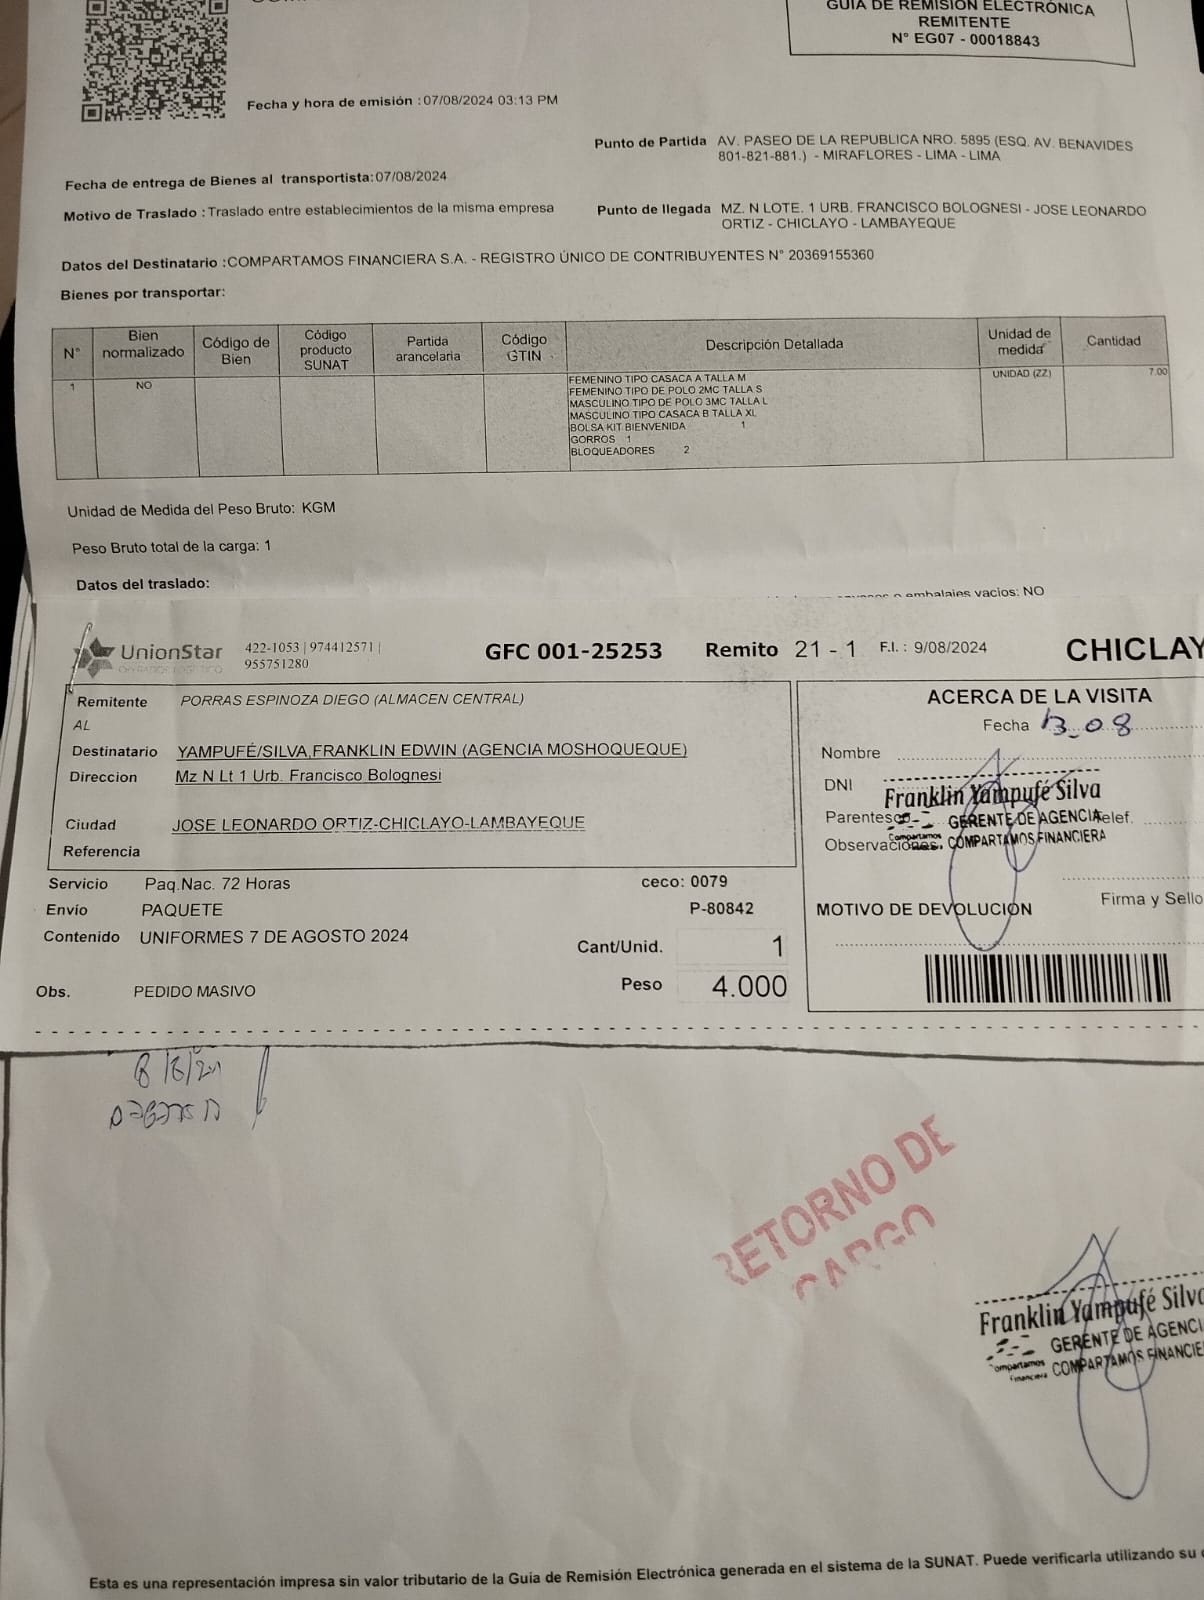 GUÍA DE REMISIÓN ELECTRÓNICA
REMITENTE
N° EG07 - 00018843
Fecha y hora de emisión : 07/08/2024 03:13 PM
Punto de Partida AV. PASEO DE LA REPUBLICA NRO. 5895 (ESQ. AV. BENAVIDES
801-821-881.) - MIRAFLORES - LIMA - LIMA
Fecha de entrega de Bienes al transportista: 07/08/2024
Motivo de Traslado : Traslado entre establecimientos de la misma empresa
Punto de llegada MZ. N LOTE. 1 URB. FRANCISCO BOLOGNESI - JOSE LEONARDO
ORTIZ - CHICLAYO - LAMBAYEQUE
Datos del Destinatario : COMPARTAMOS FINANCIERA S.A. - REGISTRO ÚNICO DE CONTRIBUYENTES N° 20369155360
Bienes por transportar:
N° Bien normalizado Código de Bien Código producto SUNAT Partida arancelaria Código GTIN Descripción Detallada Unidad de medida Cantidad
1 NO FEMENINO TIPO CASACA A TALLA M UNIDAD (ZZ) 7.00
FEMENINO TIPO DE POLO 2MC TALLA S
MASCULINO TIPO DE POLO 3MC TALLA L
MASCULINO TIPO CASACA B TALLA XL
BOLSA KIT BIENVENIDA 1
GORROS 1
BLOQUEADORES 2
Unidad de Medida del Peso Bruto: KGM
Peso Bruto total de la carga: 1
Datos del traslado:
o embalajes vacíos: NO
UnionStar 422-1053 | 974412571 |
OPERADOR LOGÍSTICO 955751280
GFC 001-25253 Remito 21 - 1 F.I. : 9/08/2024 CHICLAY
Remitente PORRAS ESPINOZA DIEGO (ALMACEN CENTRAL)
AL
Destinatario YAMPUFÉ/SILVA,FRANKLIN EDWIN (AGENCIA MOSHOQUEQUE)
Direccion Mz N Lt 1 Urb. Francisco Bolognesi
Ciudad JOSE LEONARDO ORTIZ-CHICLAYO-LAMBAYEQUE
Referencia
ACERCA DE LA VISITA
Fecha 13-08
Nombre
DNI
Franklin Yampufé Silva
Parentesco GERENTE DE AGENCIA Telef.
Observaciones. Compartamos COMPARTAMOS FINANCIERA
Firma y Sello
MOTIVO DE DEVOLUCIÓN
Servicio Paq.Nac. 72 Horas ceco: 0079
Envío PAQUETE P-80842
Contenido UNIFORMES 7 DE AGOSTO 2024
Cant/Unid. 1
Peso 4.000
Obs. PEDIDO MASIVO
RETORNO DE
CARGO
Franklin Yampufé Silva
GERENTE DE AGENCI
ompartamos COMPARTAMOS FINANCIE
Financiera
Esta es una representación impresa sin valor tributario de la Guía de Remisión Electrónica generada en el sistema de la SUNAT. Puede verificarla utilizando su